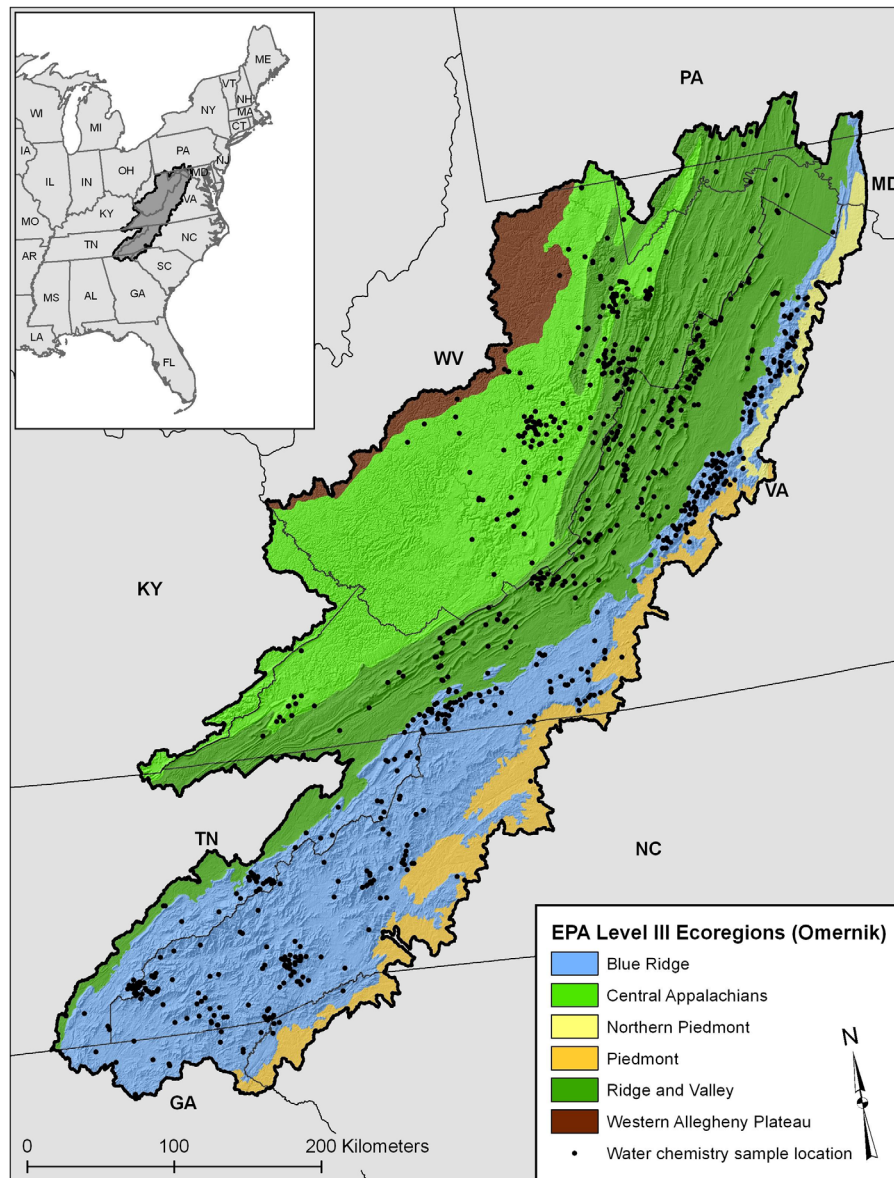 ME
VT
NH
WI
NY
MA
MI
CT
IA
PA
NJ
OH
MD
IL
IN
VA
MO
KY
NC
TN
AR
SC
MS
AL
GA
LA
FL
PA
MD
WV
VA
KY
TN
NC
GA
EPA Level III Ecoregions (Omernik)
Blue Ridge
Central Appalachians
Northern Piedmont
Piedmont
Ridge and Valley
Western Allegheny Plateau
Water chemistry sample location
N
0 100 200 Kilometers